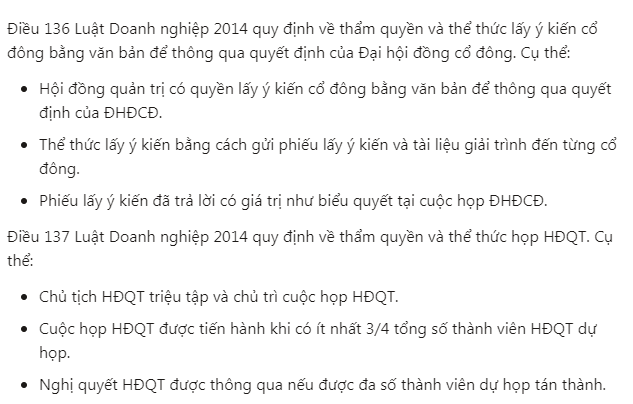 Điều 136 Luật Doanh nghiệp 2014 quy định về thẩm quyền và thể thức lấy ý kiến cổ
đông bằng văn bản để thông qua quyết định của Đại hội đồng cổ đông. Cụ thể:
• Hội đồng quản trị có quyền lấy ý kiến cổ đông bằng văn bản để thông qua quyết
định của ĐHĐCĐ.
• Thể thức lấy ý kiến bằng cách gửi phiếu lấy ý kiến và tài liệu giải trình đến từng cổ
đông.
• Phiếu lấy ý kiến đã trả lời có giá trị như biểu quyết tại cuộc họp ĐHĐCĐ.
Điều 137 Luật Doanh nghiệp 2014 quy định về thẩm quyền và thể thức họp HĐQT. Cụ
thể:
• Chủ tịch HĐQT triệu tập và chủ trì cuộc họp HĐQT.
• Cuộc họp HĐQT được tiến hành khi có ít nhất 3/4 tổng số thành viên HĐQT dự
họp.
• Nghị quyết HĐQT được thông qua nếu được đa số thành viên dự họp tán thành.